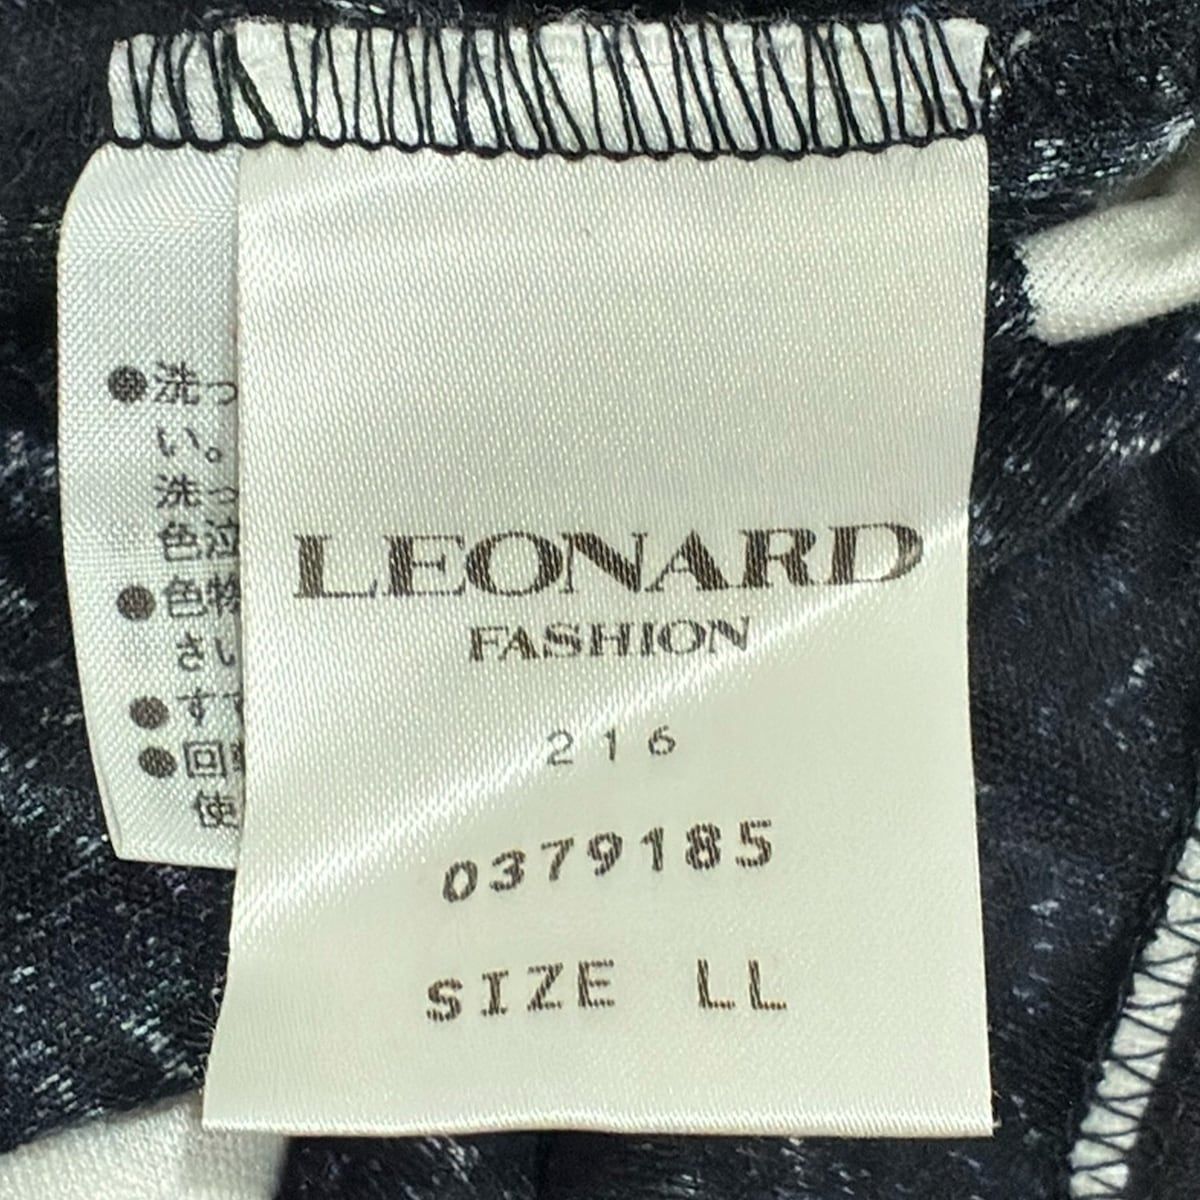 LEONARD
FASHION
216
0379185
SIZE LL
●洗っ
い。
洗っ
色泣
●色物
さい
●す
●回
使